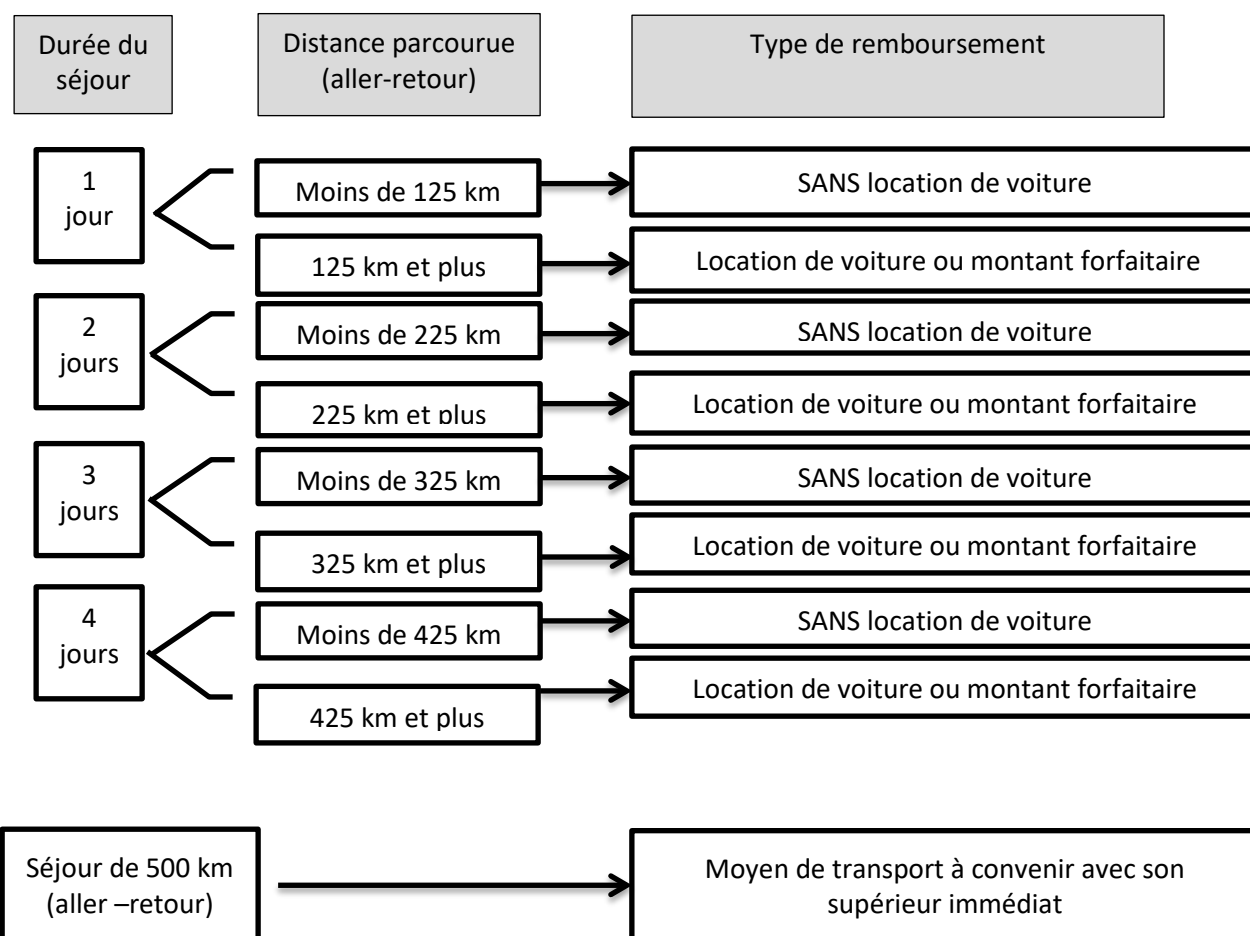 Durée du
séjour
Distance parcourue
(aller-retour)
Type de remboursement
1
jour
Moins de 125 km
SANS location de voiture
125 km et plus
Location de voiture ou montant forfaitaire
2
jours
Moins de 225 km
SANS location de voiture
225 km et plus
Location de voiture ou montant forfaitaire
3
jours
Moins de 325 km
SANS location de voiture
325 km et plus
Location de voiture ou montant forfaitaire
4
jours
Moins de 425 km
SANS location de voiture
425 km et plus
Location de voiture ou montant forfaitaire
Séjour de 500 km
(aller –retour)
Moyen de transport à convenir avec son
supérieur immédiat